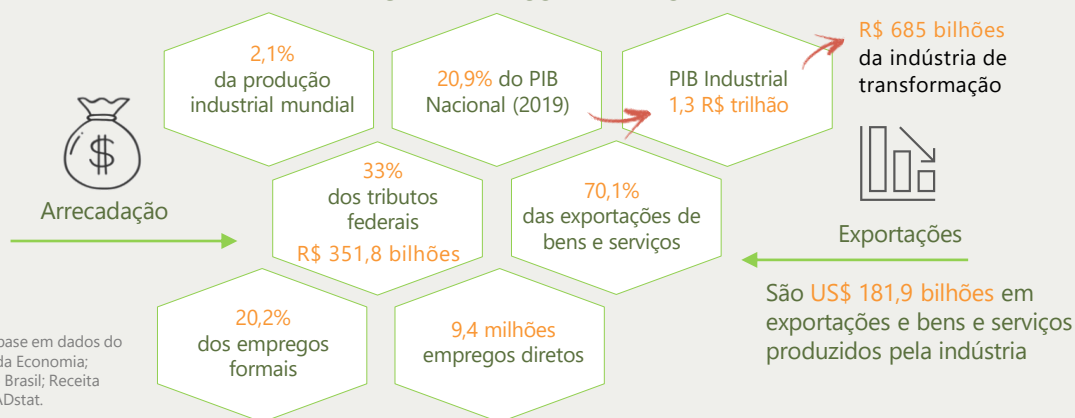 2,1%
da produção
industrial mundial
20,9% do PIB
Nacional (2019)
PIB Industrial
1,3 R$ trilhão
R$ 685 bilhões
da indústria de
transformação
$
Arrecadação
33%
dos tributos
federais
R$ 351,8 bilhões
70,1%
das exportações de
bens e serviços
Exportações
São US$ 181,9 bilhões em
exportações e bens e serviços
produzidos pela indústria
20,2%
dos empregos
formais
9,4 milhões
empregos diretos
base em dados do
da Economia;
Brasil; Receita
ADstat.